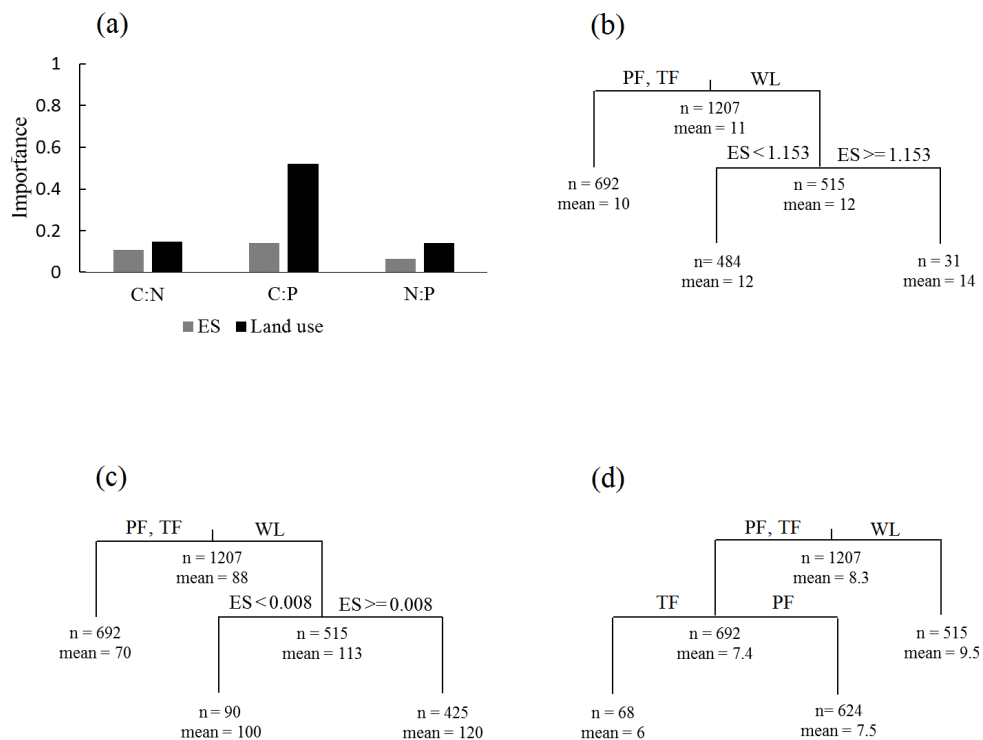 (a)
1
0.8
0.6
0.4
0.2
0
Importance
C:N C:P N:P
ES Land use
(b)
PF, TF WL
n = 1207
mean = 11
ES < 1.153 ES >= 1.153
n = 692
mean = 10
n = 515
mean = 12
n= 484
mean = 12
n = 31
mean = 14
(c)
PF, TF WL
n = 1207
mean = 88
ES < 0.008 ES >= 0.008
n = 692
mean = 70
n = 515
mean = 113
n = 90
mean = 100
n = 425
mean = 120
(d)
PF, TF WL
n = 1207
mean = 8.3
TF PF
n = 692
mean = 7.4
n = 515
mean = 9.5
n = 68
mean = 6
n= 624
mean = 7.5